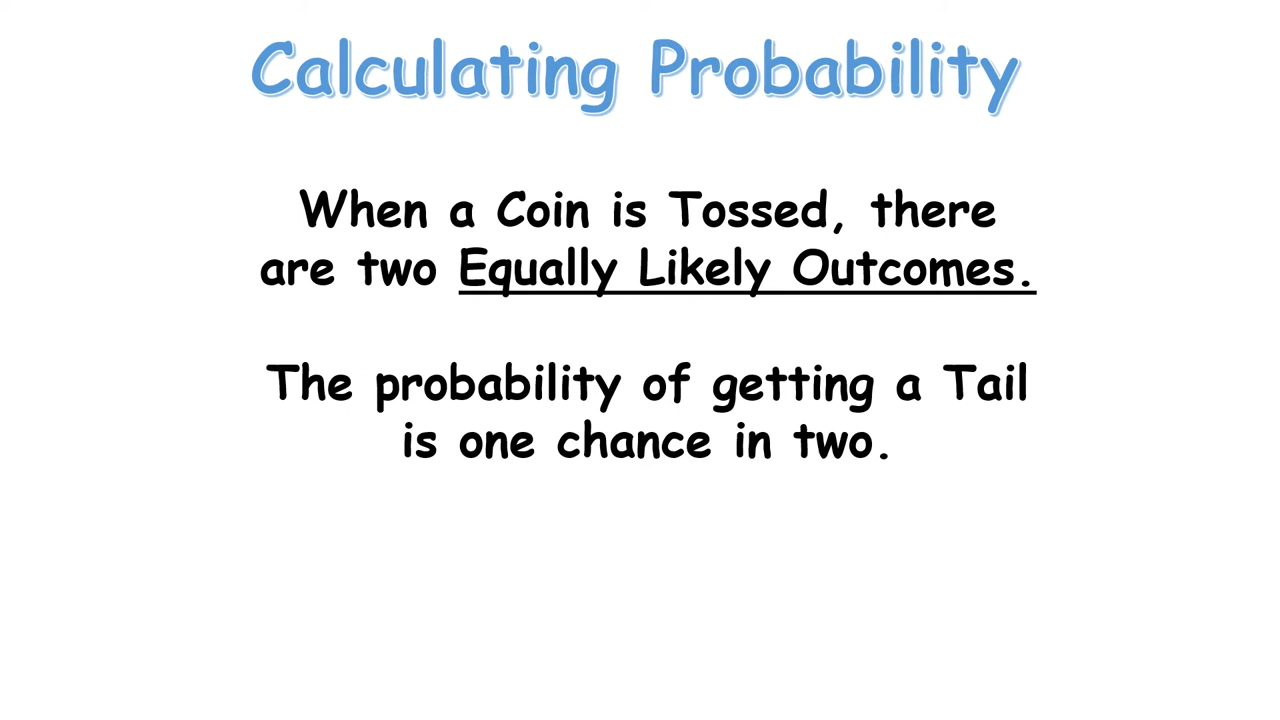 Calculating Probability
When a Coin is Tossed, there
are two Equally Likely Outcomes.
The probability of getting a Tail
is one chance in two.